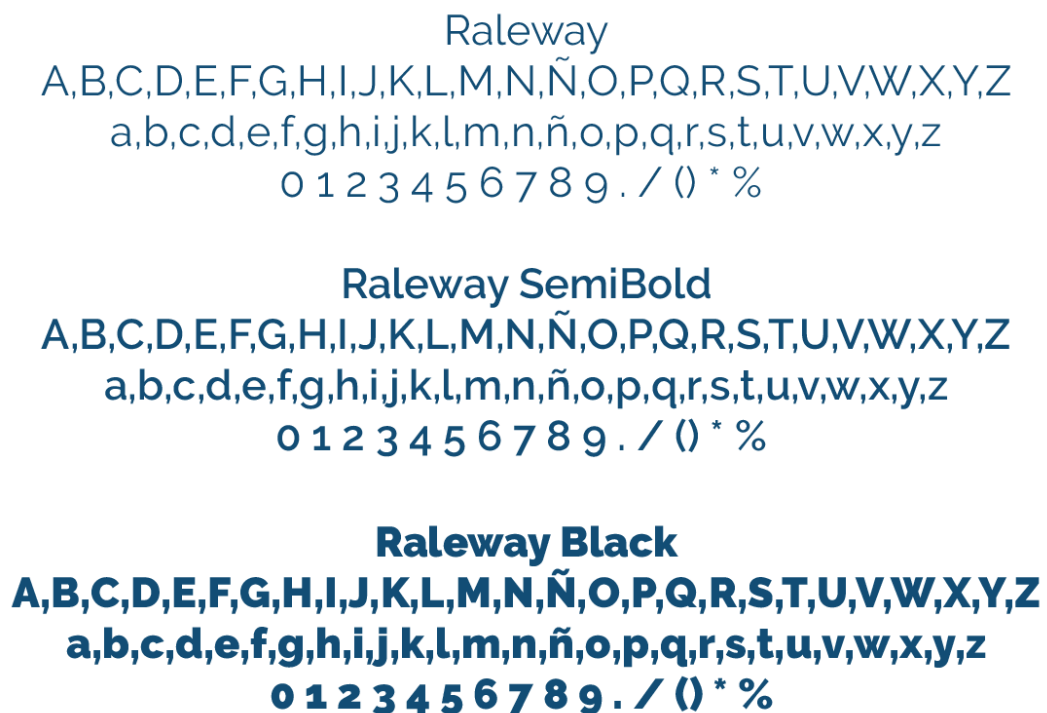 Raleway
A,B,C,D,E,F,G,H,I,J,K,L,M,N,Ñ,O,P,Q,R,S,T,U,V,W,X,Y,Z
a,b,c,d,e,f,g,h,i,j,k,l,m,n,ñ,o,p,q,r,s,t,u,v,w,x,y,z
0 1 2 3 4 5 6 7 8 9 . / () * %
Raleway SemiBold
A,B,C,D,E,F,G,H,I,J,K,L,M,N,Ñ,O,P,Q,R,S,T,U,V,W,X,Y,Z
a,b,c,d,e,f,g,h,i,j,k,l,m,n,ñ,o,p,q,r,s,t,u,v,w,x,y,z
0 1 2 3 4 5 6 7 8 9 . / () * %
Raleway Black
A,B,C,D,E,F,G,H,I,J,K,L,M,N,Ñ,O,P,Q,R,S,T,U,V,W,X,Y,Z
a,b,c,d,e,f,g,h,i,j,k,l,m,n,ñ,o,p,q,r,s,t,u,v,w,x,y,z
0 1 2 3 4 5 6 7 8 9 . / () * %